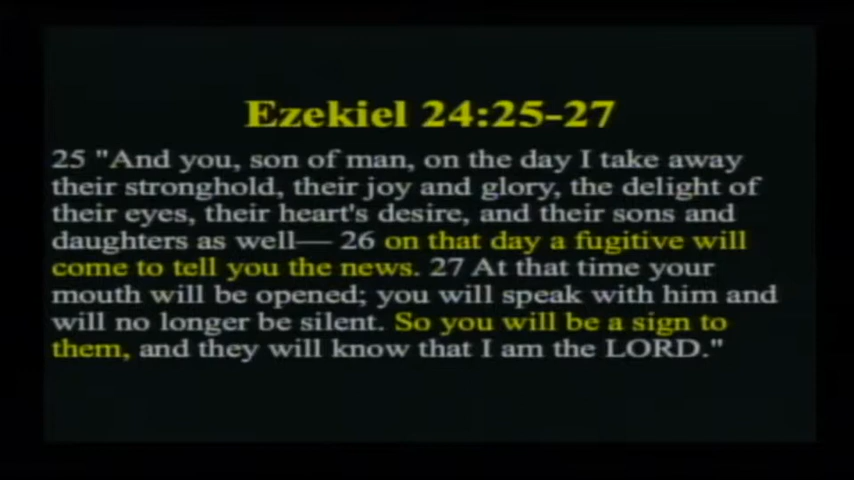 Ezekiel 24:25-27
25 "And you, son of man, on the day I take away
their stronghold, their joy and glory, the delight of
their eyes, their heart's desire, and their sons and
daughters as well— 26 on that day a fugitive will
come to tell you the news. 27 At that time your
mouth will be opened; you will speak with him and
will no longer be silent. So you will be a sign to
them, and they will know that I am the LORD."